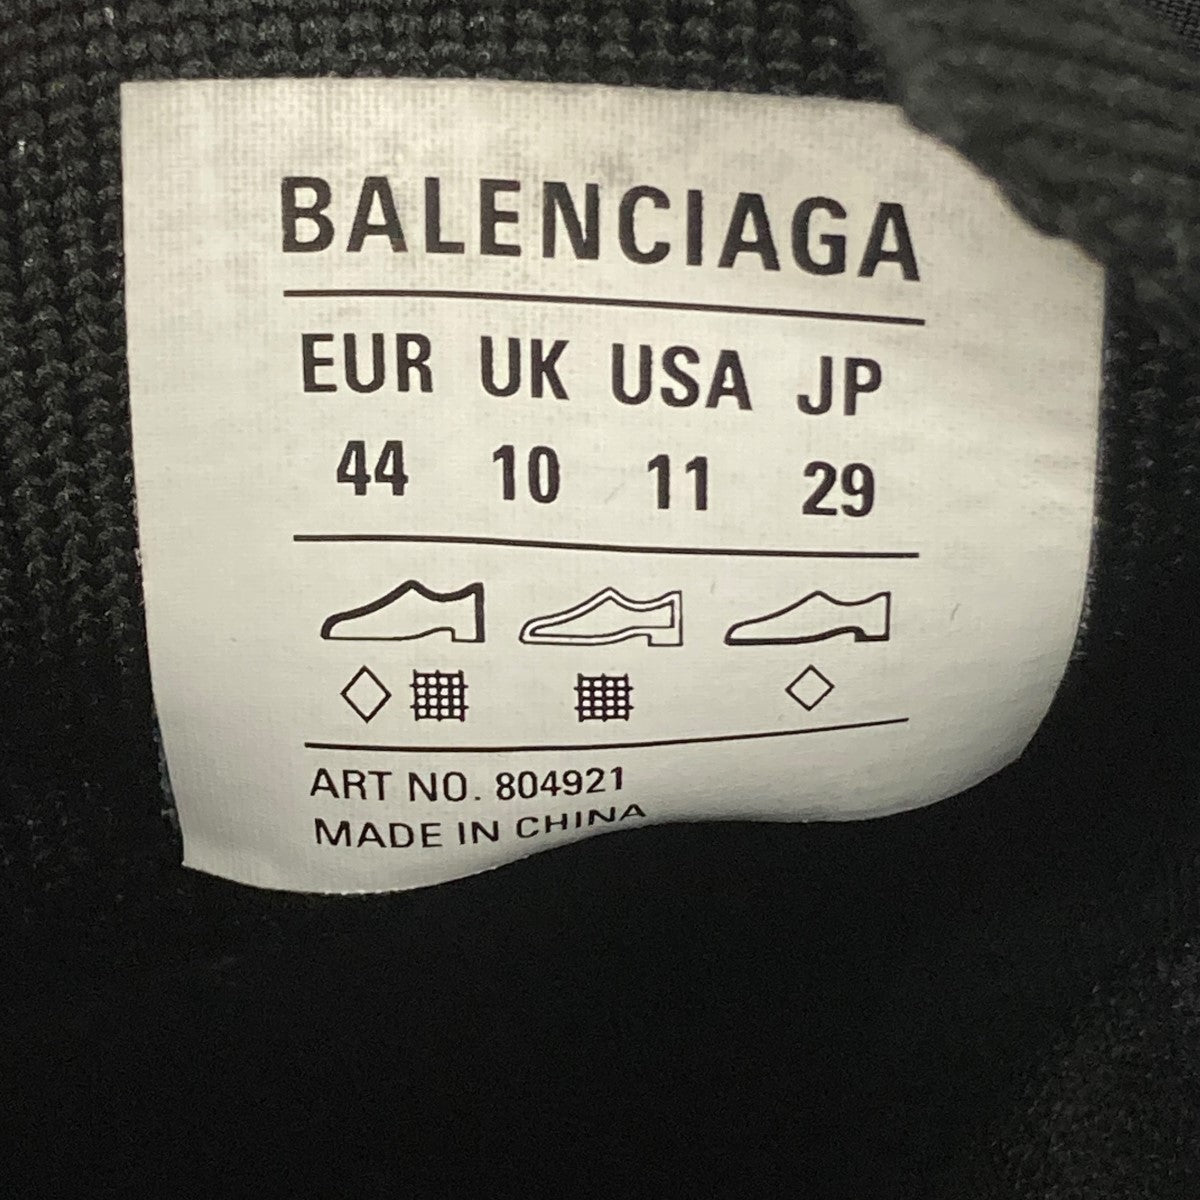 BALENCIAGA
EUR UK USA JP
44 10 11 29
ART NO. 804921
MADE IN CHINA